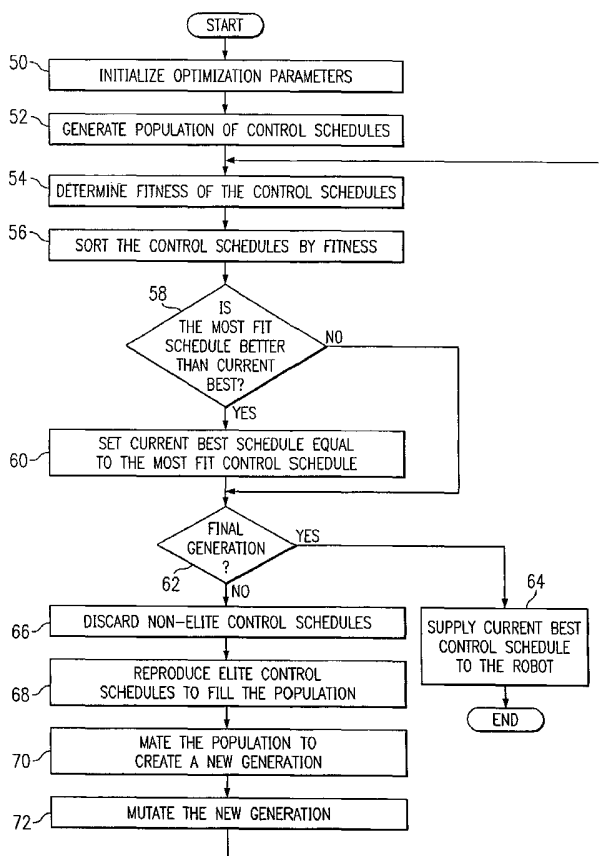 START
50
INITIALIZE OPTIMIZATION PARAMETERS
52
GENERATE POPULATION OF CONTROL SCHEDULES
54
DETERMINE FITNESS OF THE CONTROL SCHEDULES
56
SORT THE CONTROL SCHEDULES BY FITNESS
58
IS
THE MOST FIT
SCHEDULE BETTER
THAN CURRENT
BEST?
NO
YES
60
SET CURRENT BEST SCHEDULE EQUAL
TO THE MOST FIT CONTROL SCHEDULE
FINAL
GENERATION
?
YES
62
NO
64
SUPPLY CURRENT BEST
CONTROL SCHEDULE
TO THE ROBOT
END
66
DISCARD NON-ELITE CONTROL SCHEDULES
68
REPRODUCE ELITE CONTROL
SCHEDULES TO FILL THE POPULATION
70
MATE THE POPULATION TO
CREATE A NEW GENERATION
72
MUTATE THE NEW GENERATION